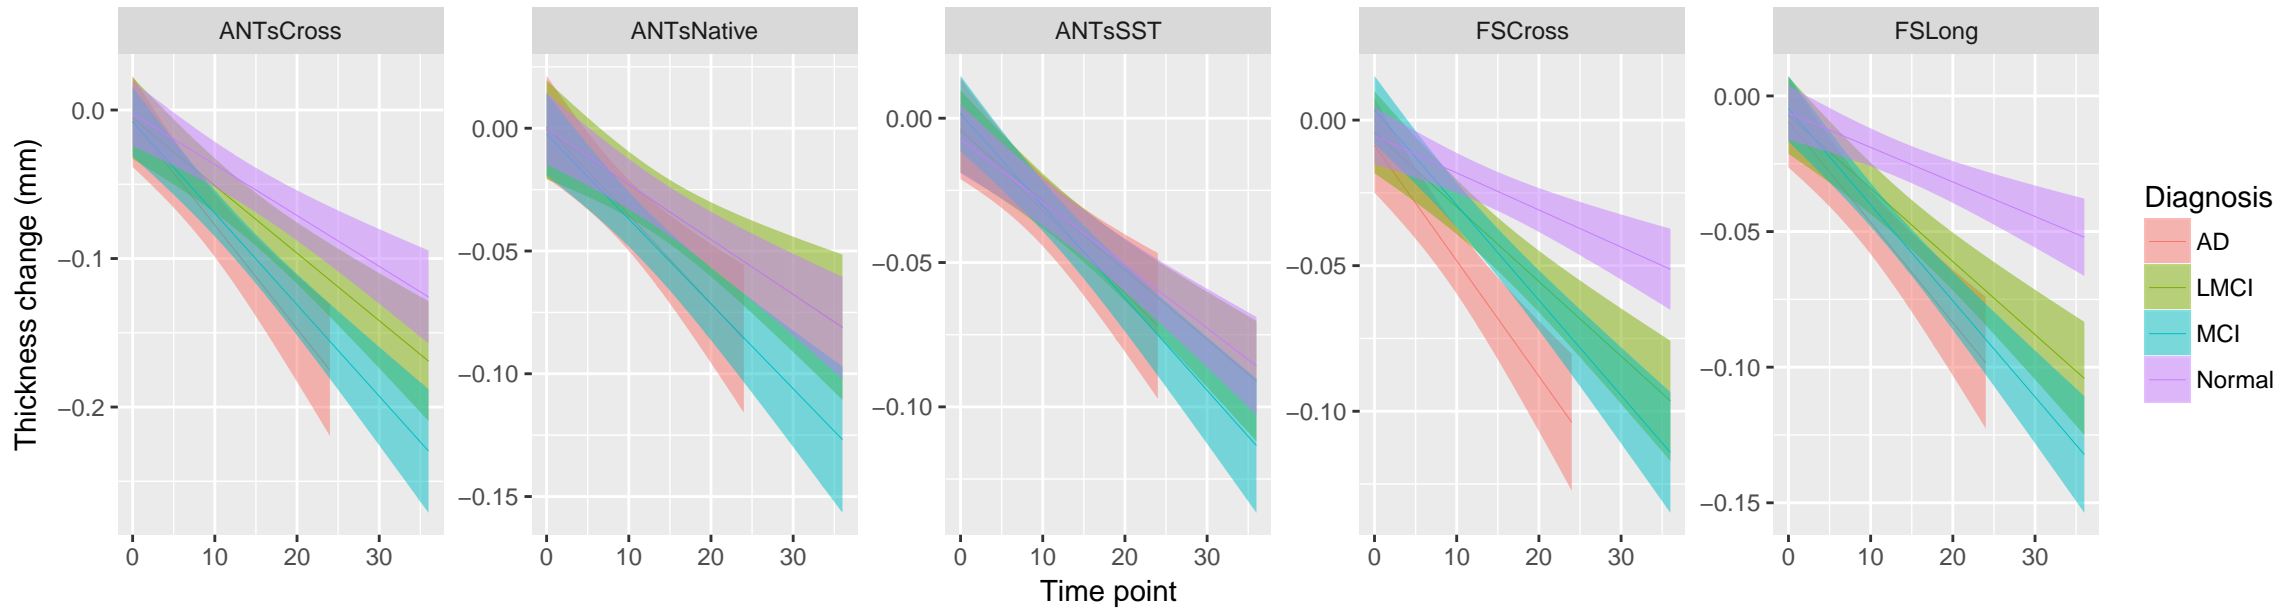 ANTsCross ANTsNative ANTsSST FSCross FSLong
Thickness change (mm)
0.0
−0.1
−0.2
0 10 20 30
0.00
−0.05
−0.10
−0.15
0 10 20 30
0.00
−0.05
−0.10
0 10 20 30
0.00
−0.05
−0.10
0 10 20 30
0.00
−0.05
−0.10
−0.15
0 10 20 30
Time point
Diagnosis
AD
LMCI
MCI
Normal